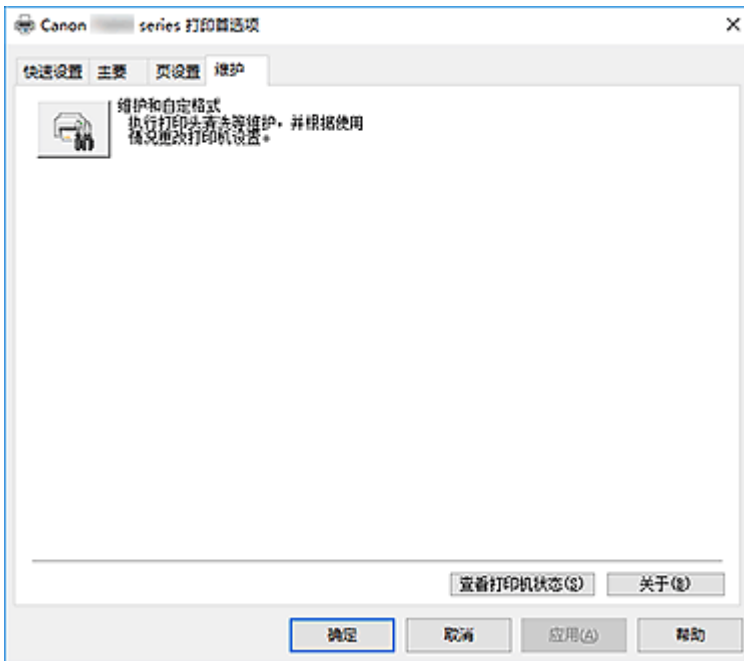 Canon series 打印首选项
快速设置 主要 页设置 维护
维护和自定格式
执行打印头清洗等维护，并根据使用
情况更改打印机设置。
查看打印机状态(S) 关于(B)
确定 取消 应用(A) 帮助